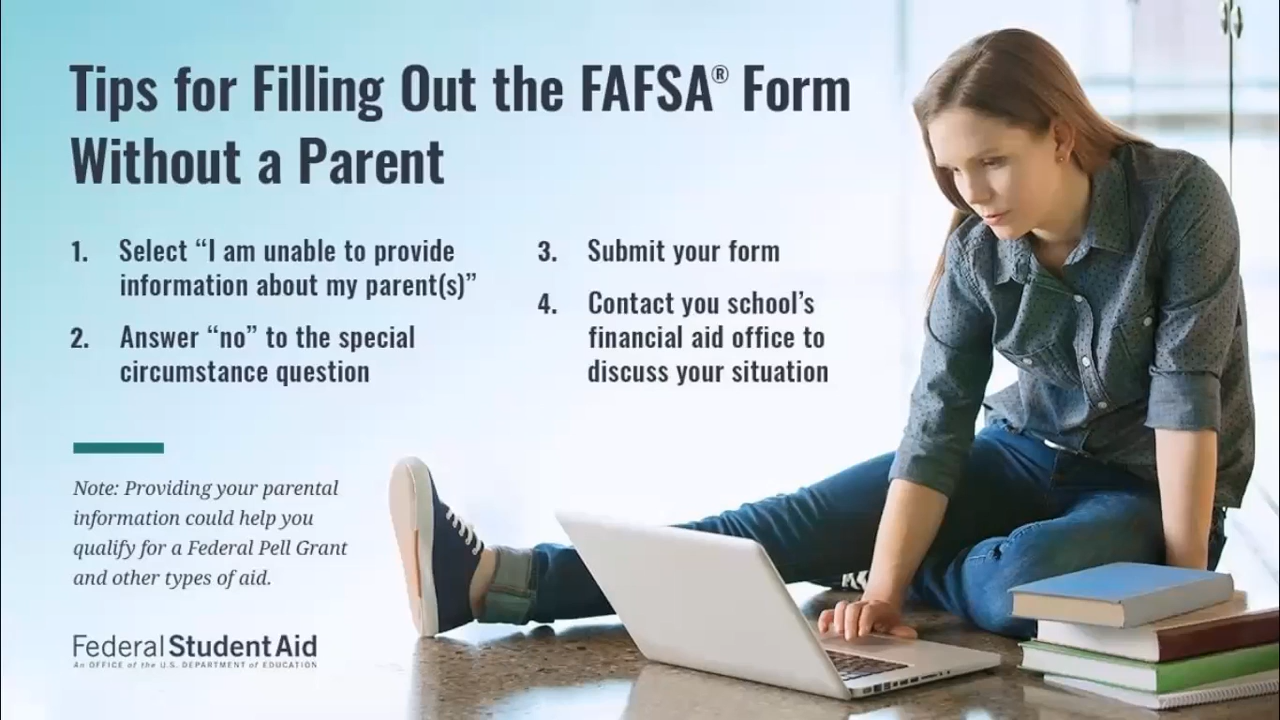 Tips for Filling Out the FAFSA® Form
Without a Parent
1. Select “I am unable to provide
information about my parent(s)”
2. Answer “no” to the special
circumstance question
3. Submit your form
4. Contact you school’s
financial aid office to
discuss your situation
Note: Providing your parental
information could help you
qualify for a Federal Pell Grant
and other types of aid.
Federal Student Aid
An OFFICE of the U.S. DEPARTMENT of EDUCATION